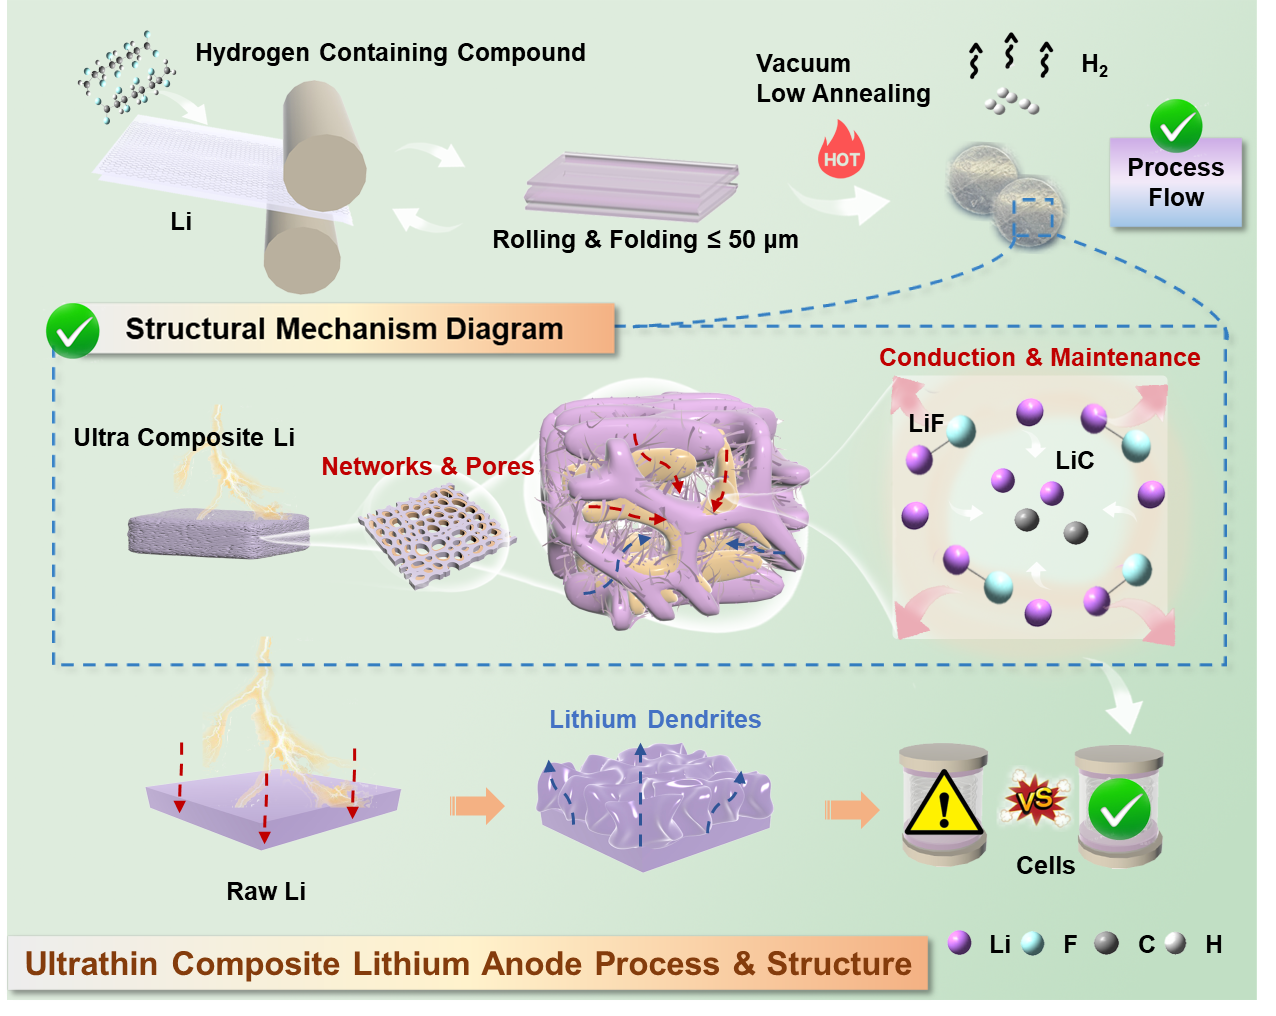 Hydrogen Containing Compound
Li
Rolling & Folding ≤ 50 μm
Vacuum
Low Annealing
HOT
H₂
Process
Flow
Structural Mechanism Diagram
Conduction & Maintenance
Ultra Composite Li
Networks & Pores
LiF
LiC
Lithium Dendrites
Raw Li
VS
Cells
Li F C H
Ultrathin Composite Lithium Anode Process & Structure